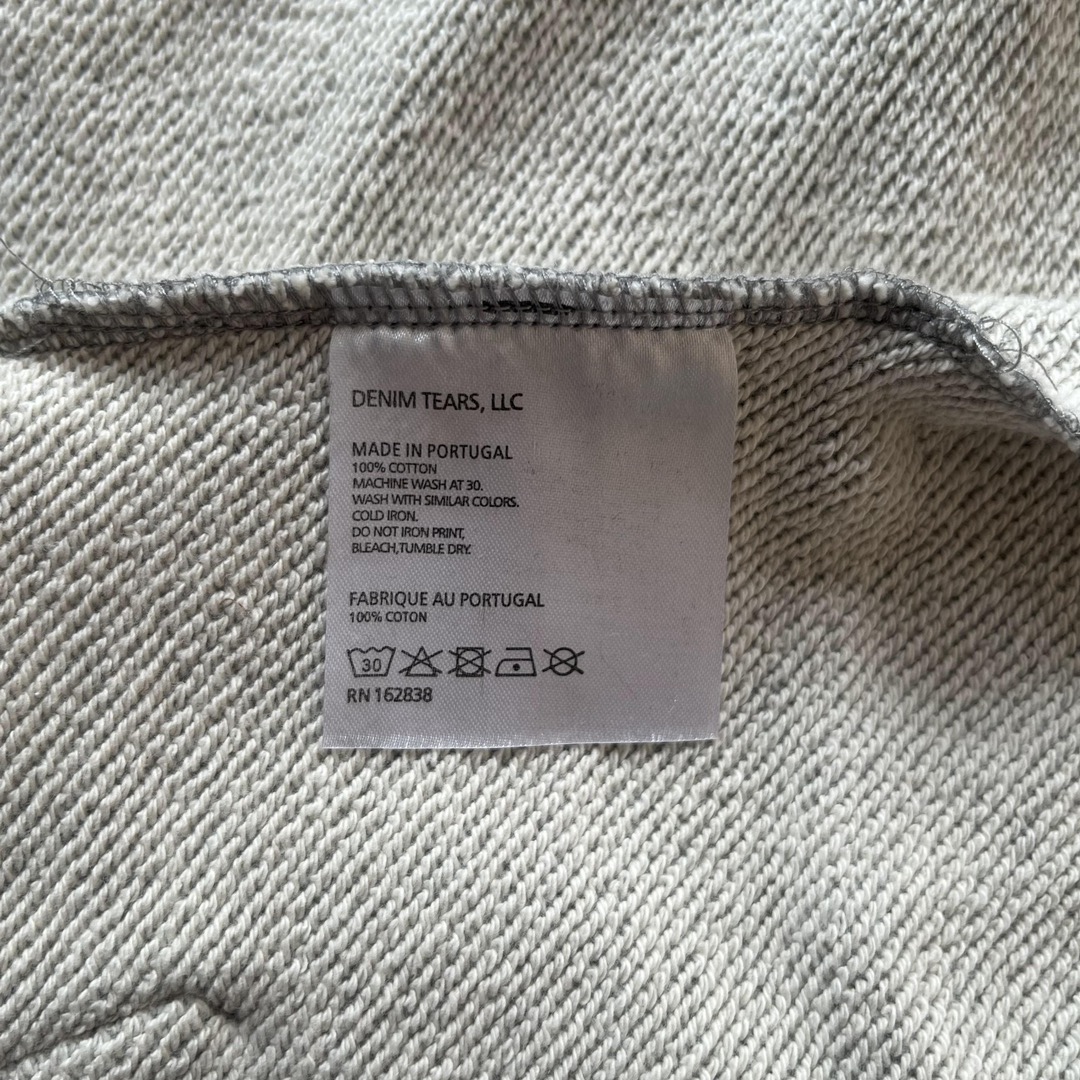 DENIM TEARS, LLC
MADE IN PORTUGAL
100% COTTON
MACHINE WASH AT 30.
WASH WITH SIMILAR COLORS.
COLD IRON.
DO NOT IRON PRINT,
BLEACH,TUMBLE DRY.
FABRIQUE AU PORTUGAL
100% COTON
30
RN 162838